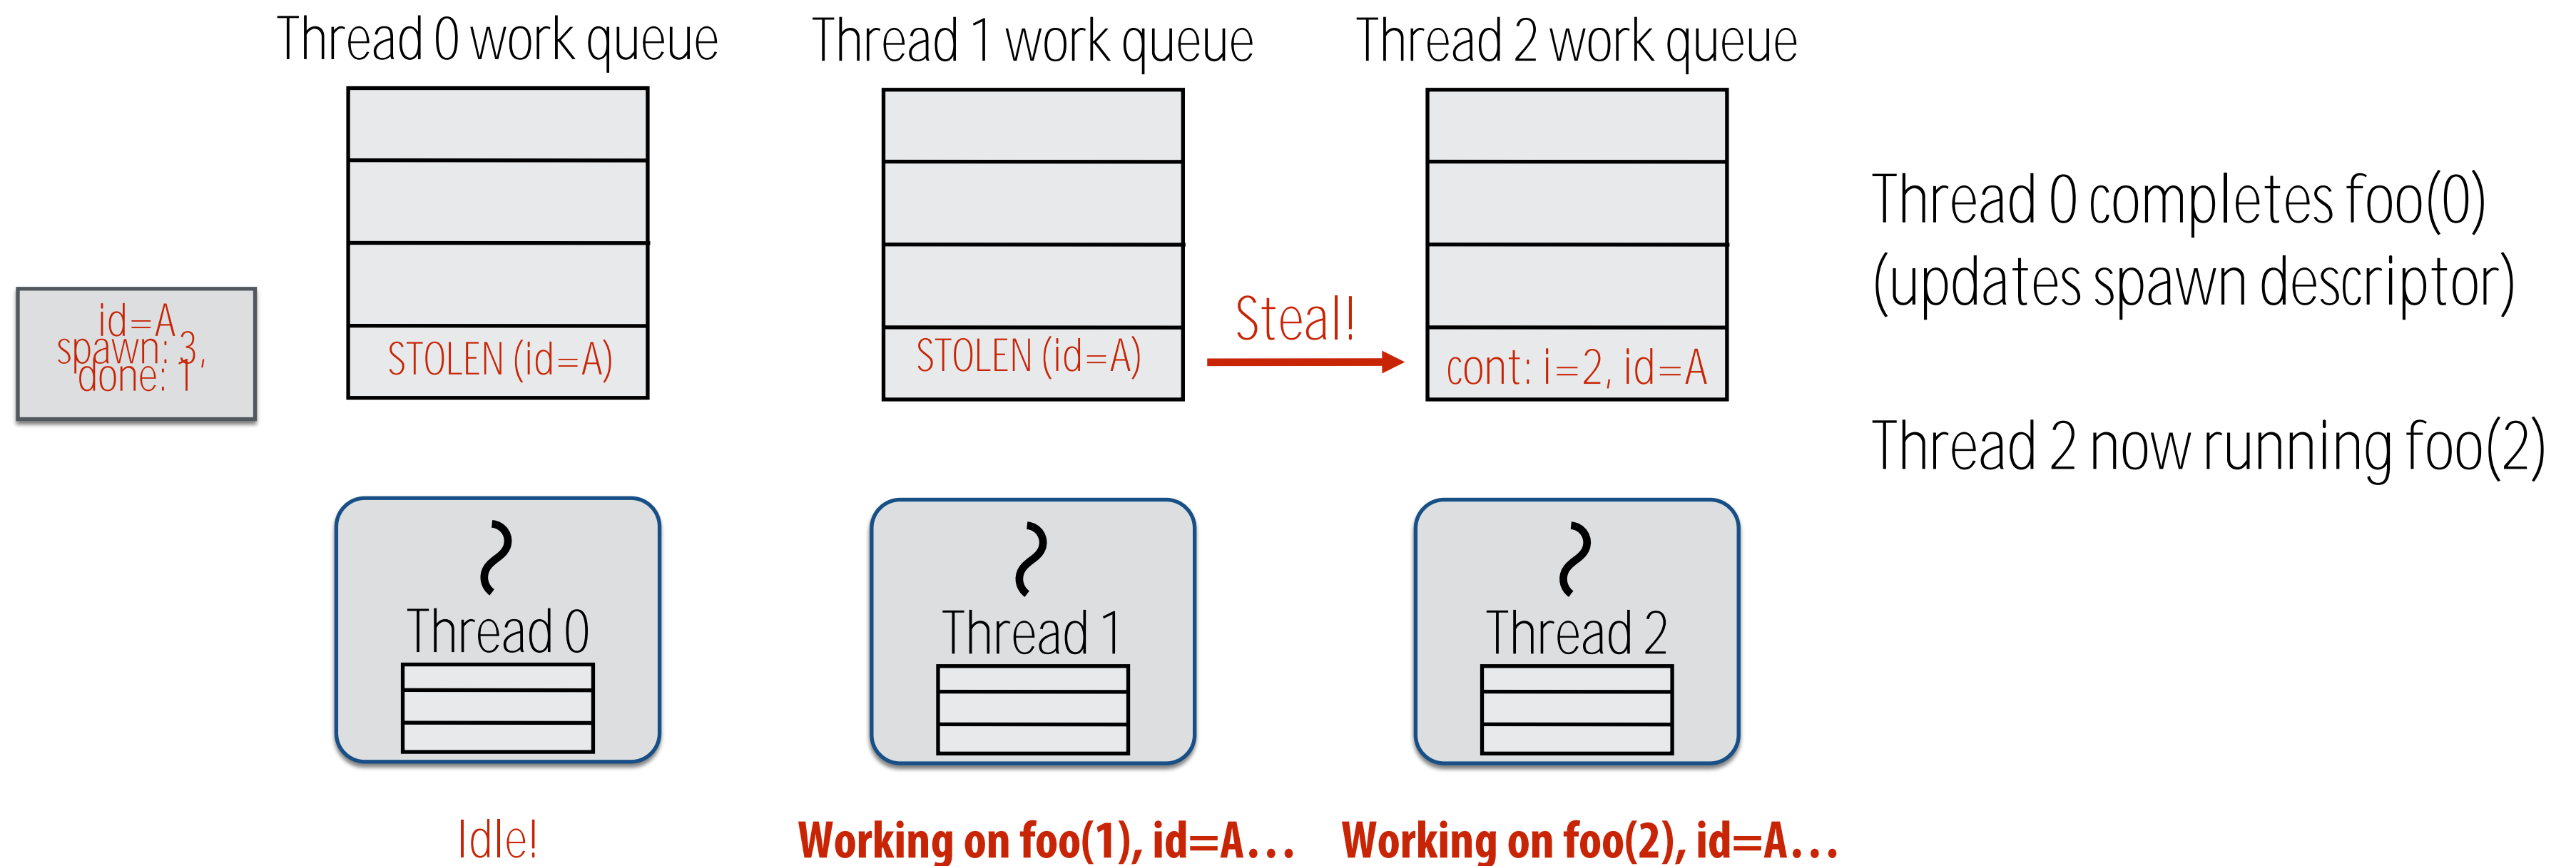 Thread 0 work queue
Thread 1 work queue
Thread 2 work queue
id=A
spawn: 3,
done: 1
STOLEN (id=A)
STOLEN (id=A)
Steal!
cont: i=2, id=A
Thread 0 completes foo(0)
(updates spawn descriptor)
Thread 2 now running foo(2)
Thread 0
Thread 1
Thread 2
Idle!
Working on foo(1), id=A…
Working on foo(2), id=A…